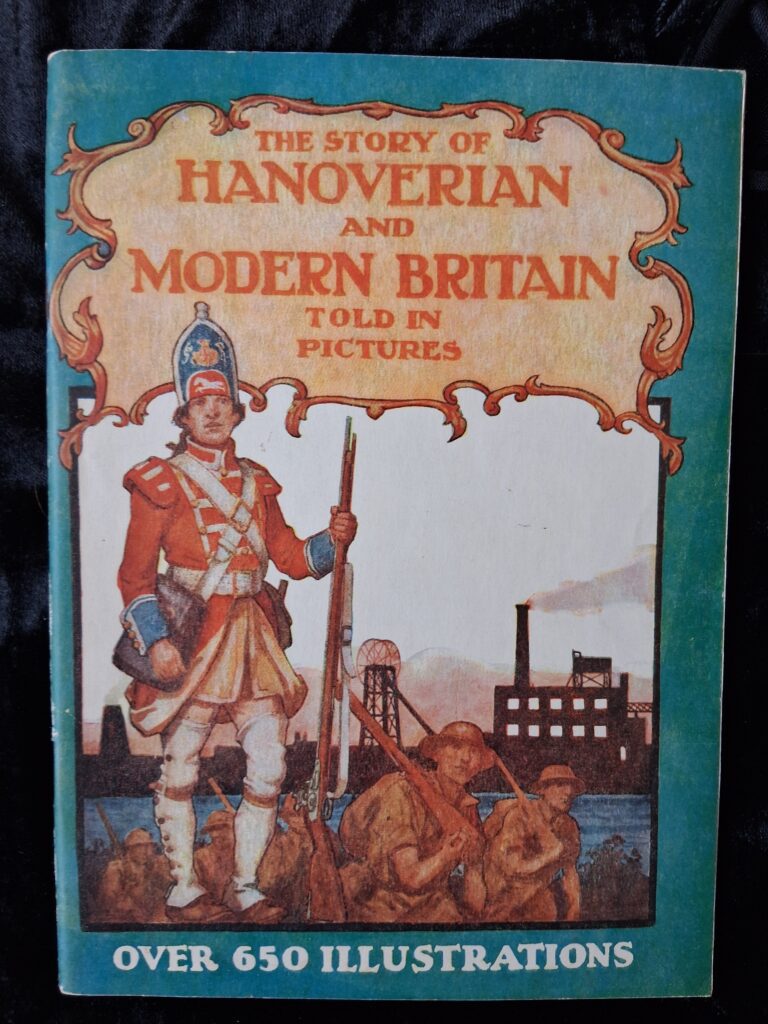 THE STORY OF
HANOVERIAN
AND
MODERN BRITAIN
TOLD IN
PICTURES
OVER 650 ILLUSTRATIONS